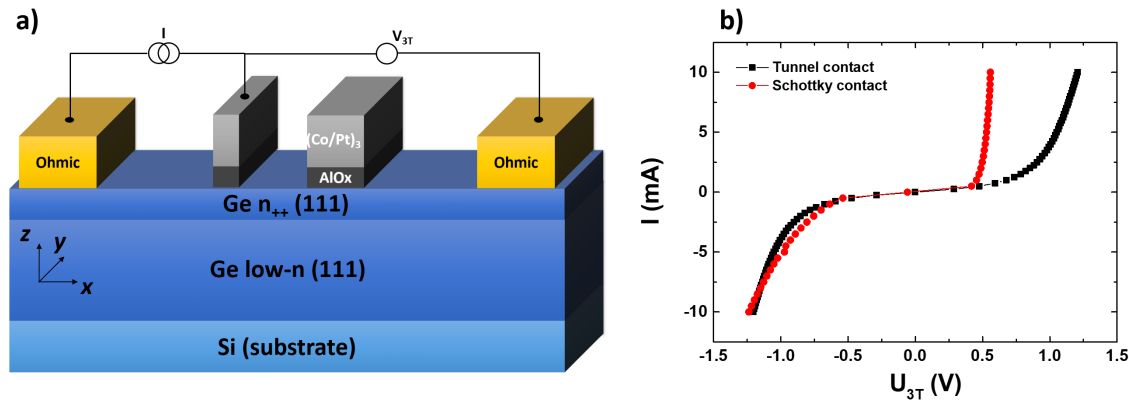 a)
I
V3T
Ohmic
(Co/Pt)3
AlOx
Ohmic
Ge n++ (111)
Ge low-n (111)
Si (substrate)
z
y
x
b)
Tunnel contact
Schottky contact
I (mA)
10
5
0
-5
-10
-1.5 -1.0 -0.5 0.0 0.5 1.0 1.5
U3T (V)